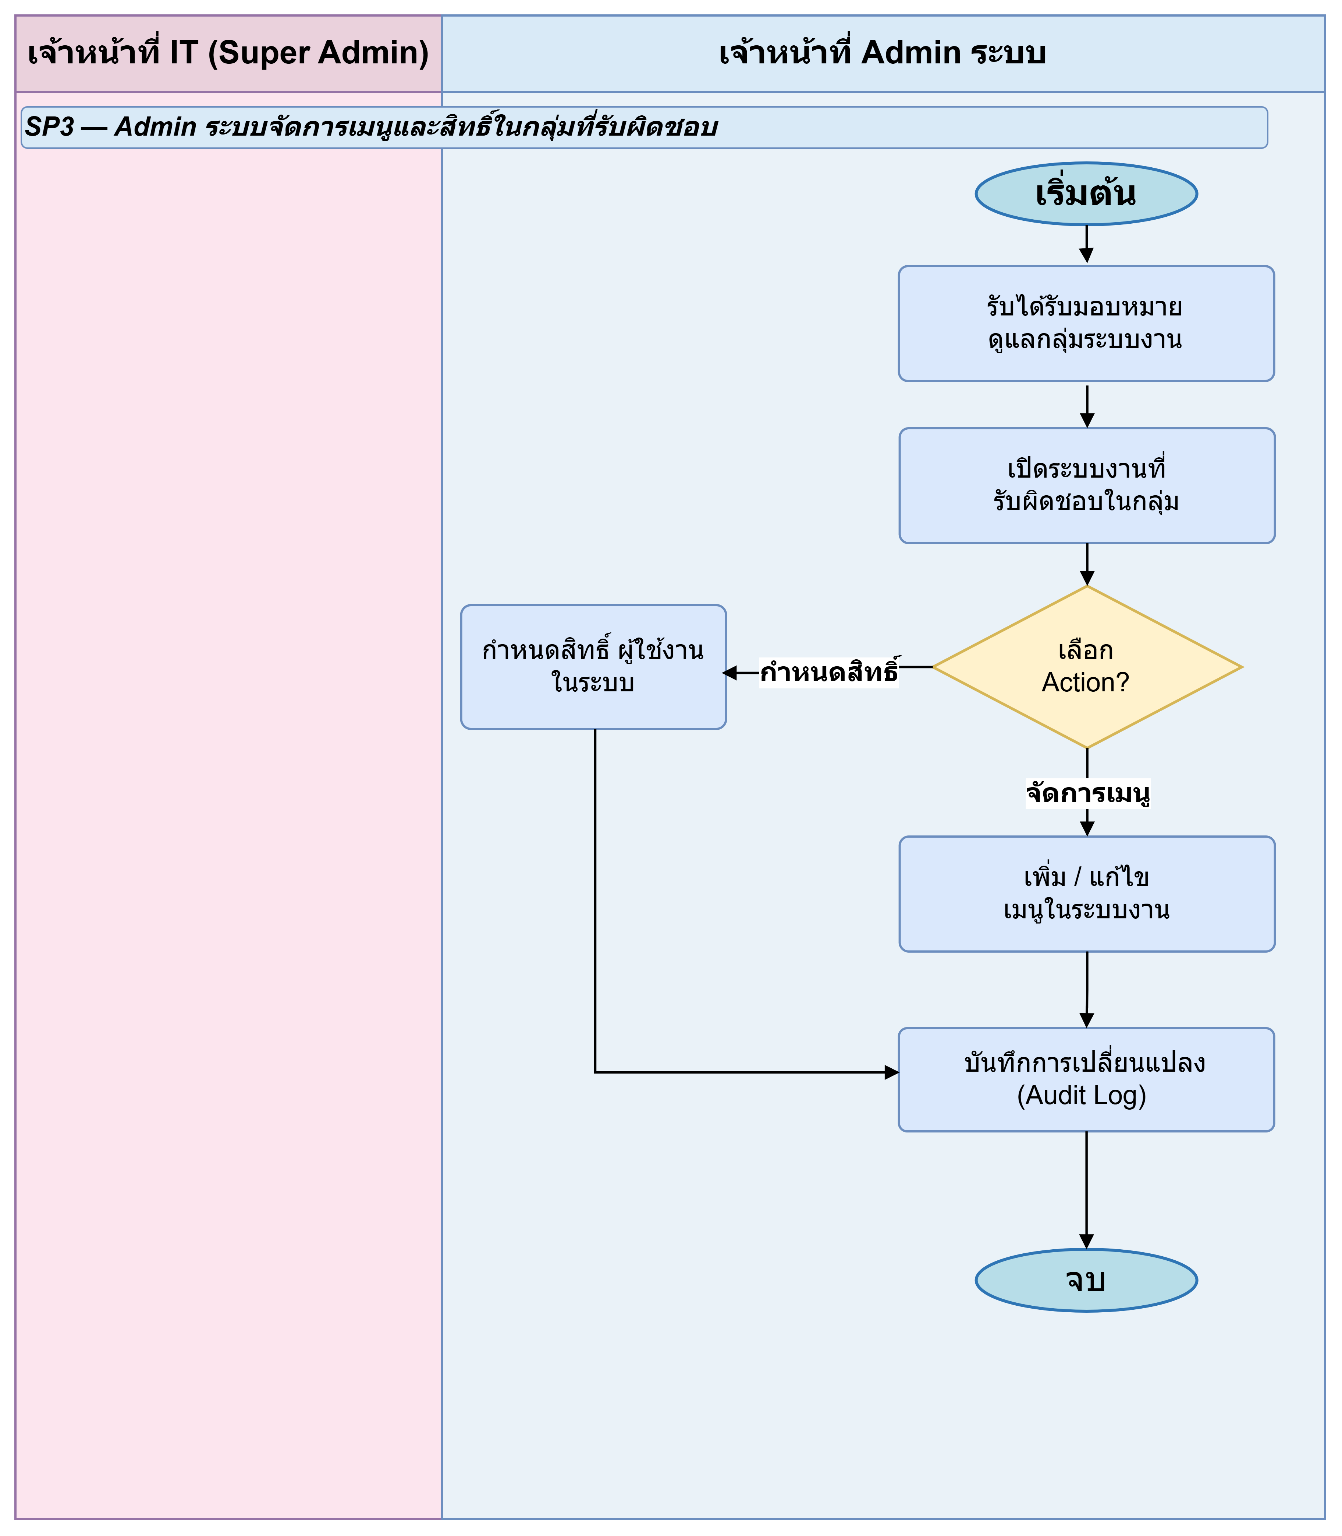 เจ้าหน้าที่ IT (Super Admin)
เจ้าหน้าที่ Admin ระบบ
SP3 — Admin ระบบจัดการเมนูและสิทธิ์ในกลุ่มที่รับผิดชอบ
เริ่มต้น
รับได้รับมอบหมาย
ดูแลกลุ่มระบบงาน
เปิดระบบงานที่
รับผิดชอบในกลุ่ม
เลือก
Action?
กำหนดสิทธิ์
กำหนดสิทธิ์ ผู้ใช้งาน
ในระบบ
จัดการเมนู
เพิ่ม / แก้ไข
เมนูในระบบงาน
บันทึกการเปลี่ยนแปลง
(Audit Log)
จบ